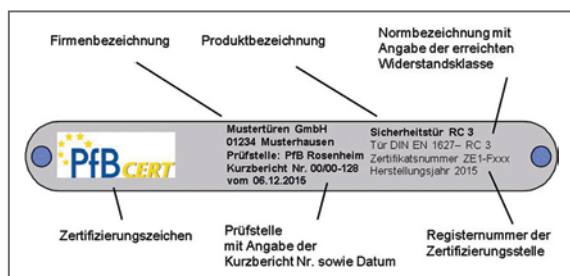 Firmenbezeichnung
Produktbezeichnung
Normbezeichnung mit
Angabe der erreichten
Widerstandsklasse
PfB CERT
Mustertüren GmbH
01234 Musterhausen
Prüfstelle: PfB Rosenheim
Kurzbericht Nr. 00/00-128
vom 06.12.2015
Sicherheitstür RC 3
Tür DIN EN 1627– RC 3
Zertifikatsnummer ZE1-Fxxx
Herstellungsjahr 2015
Zertifizierungszeichen
Prüfstelle
mit Angabe der
Kurzbericht Nr. sowie Datum
Registernummer der
Zertifizierungsstelle